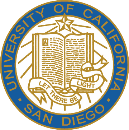 UNIVERSITY OF CALIFORNIA
SAN DIEGO
LET THERE BE
LIGHT